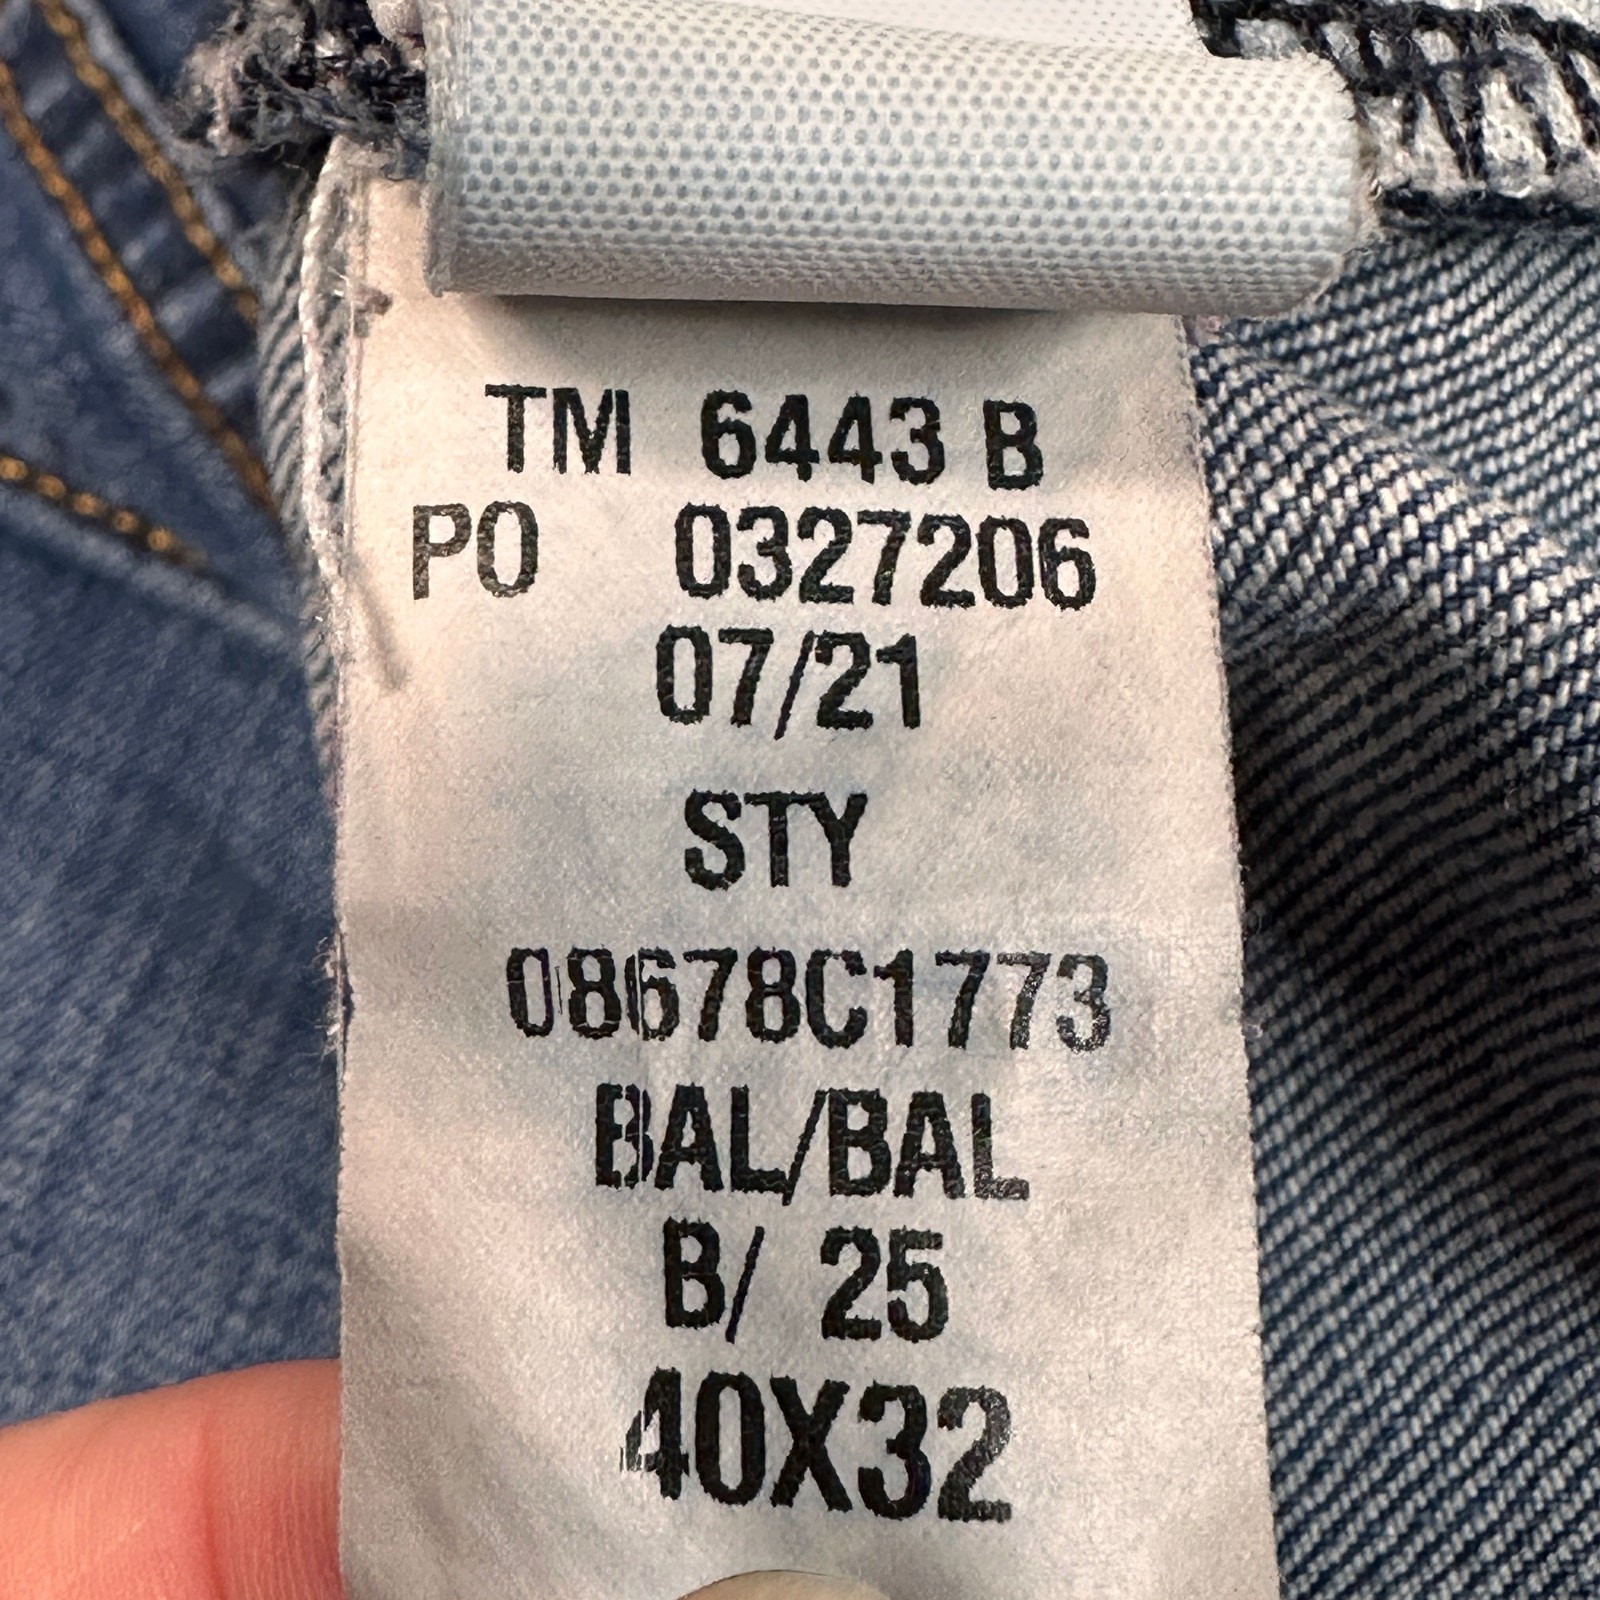 TM 6443 B
PO 0327206
07/21
STY
08678C1773
BAL/BAL
B/ 25
40X32